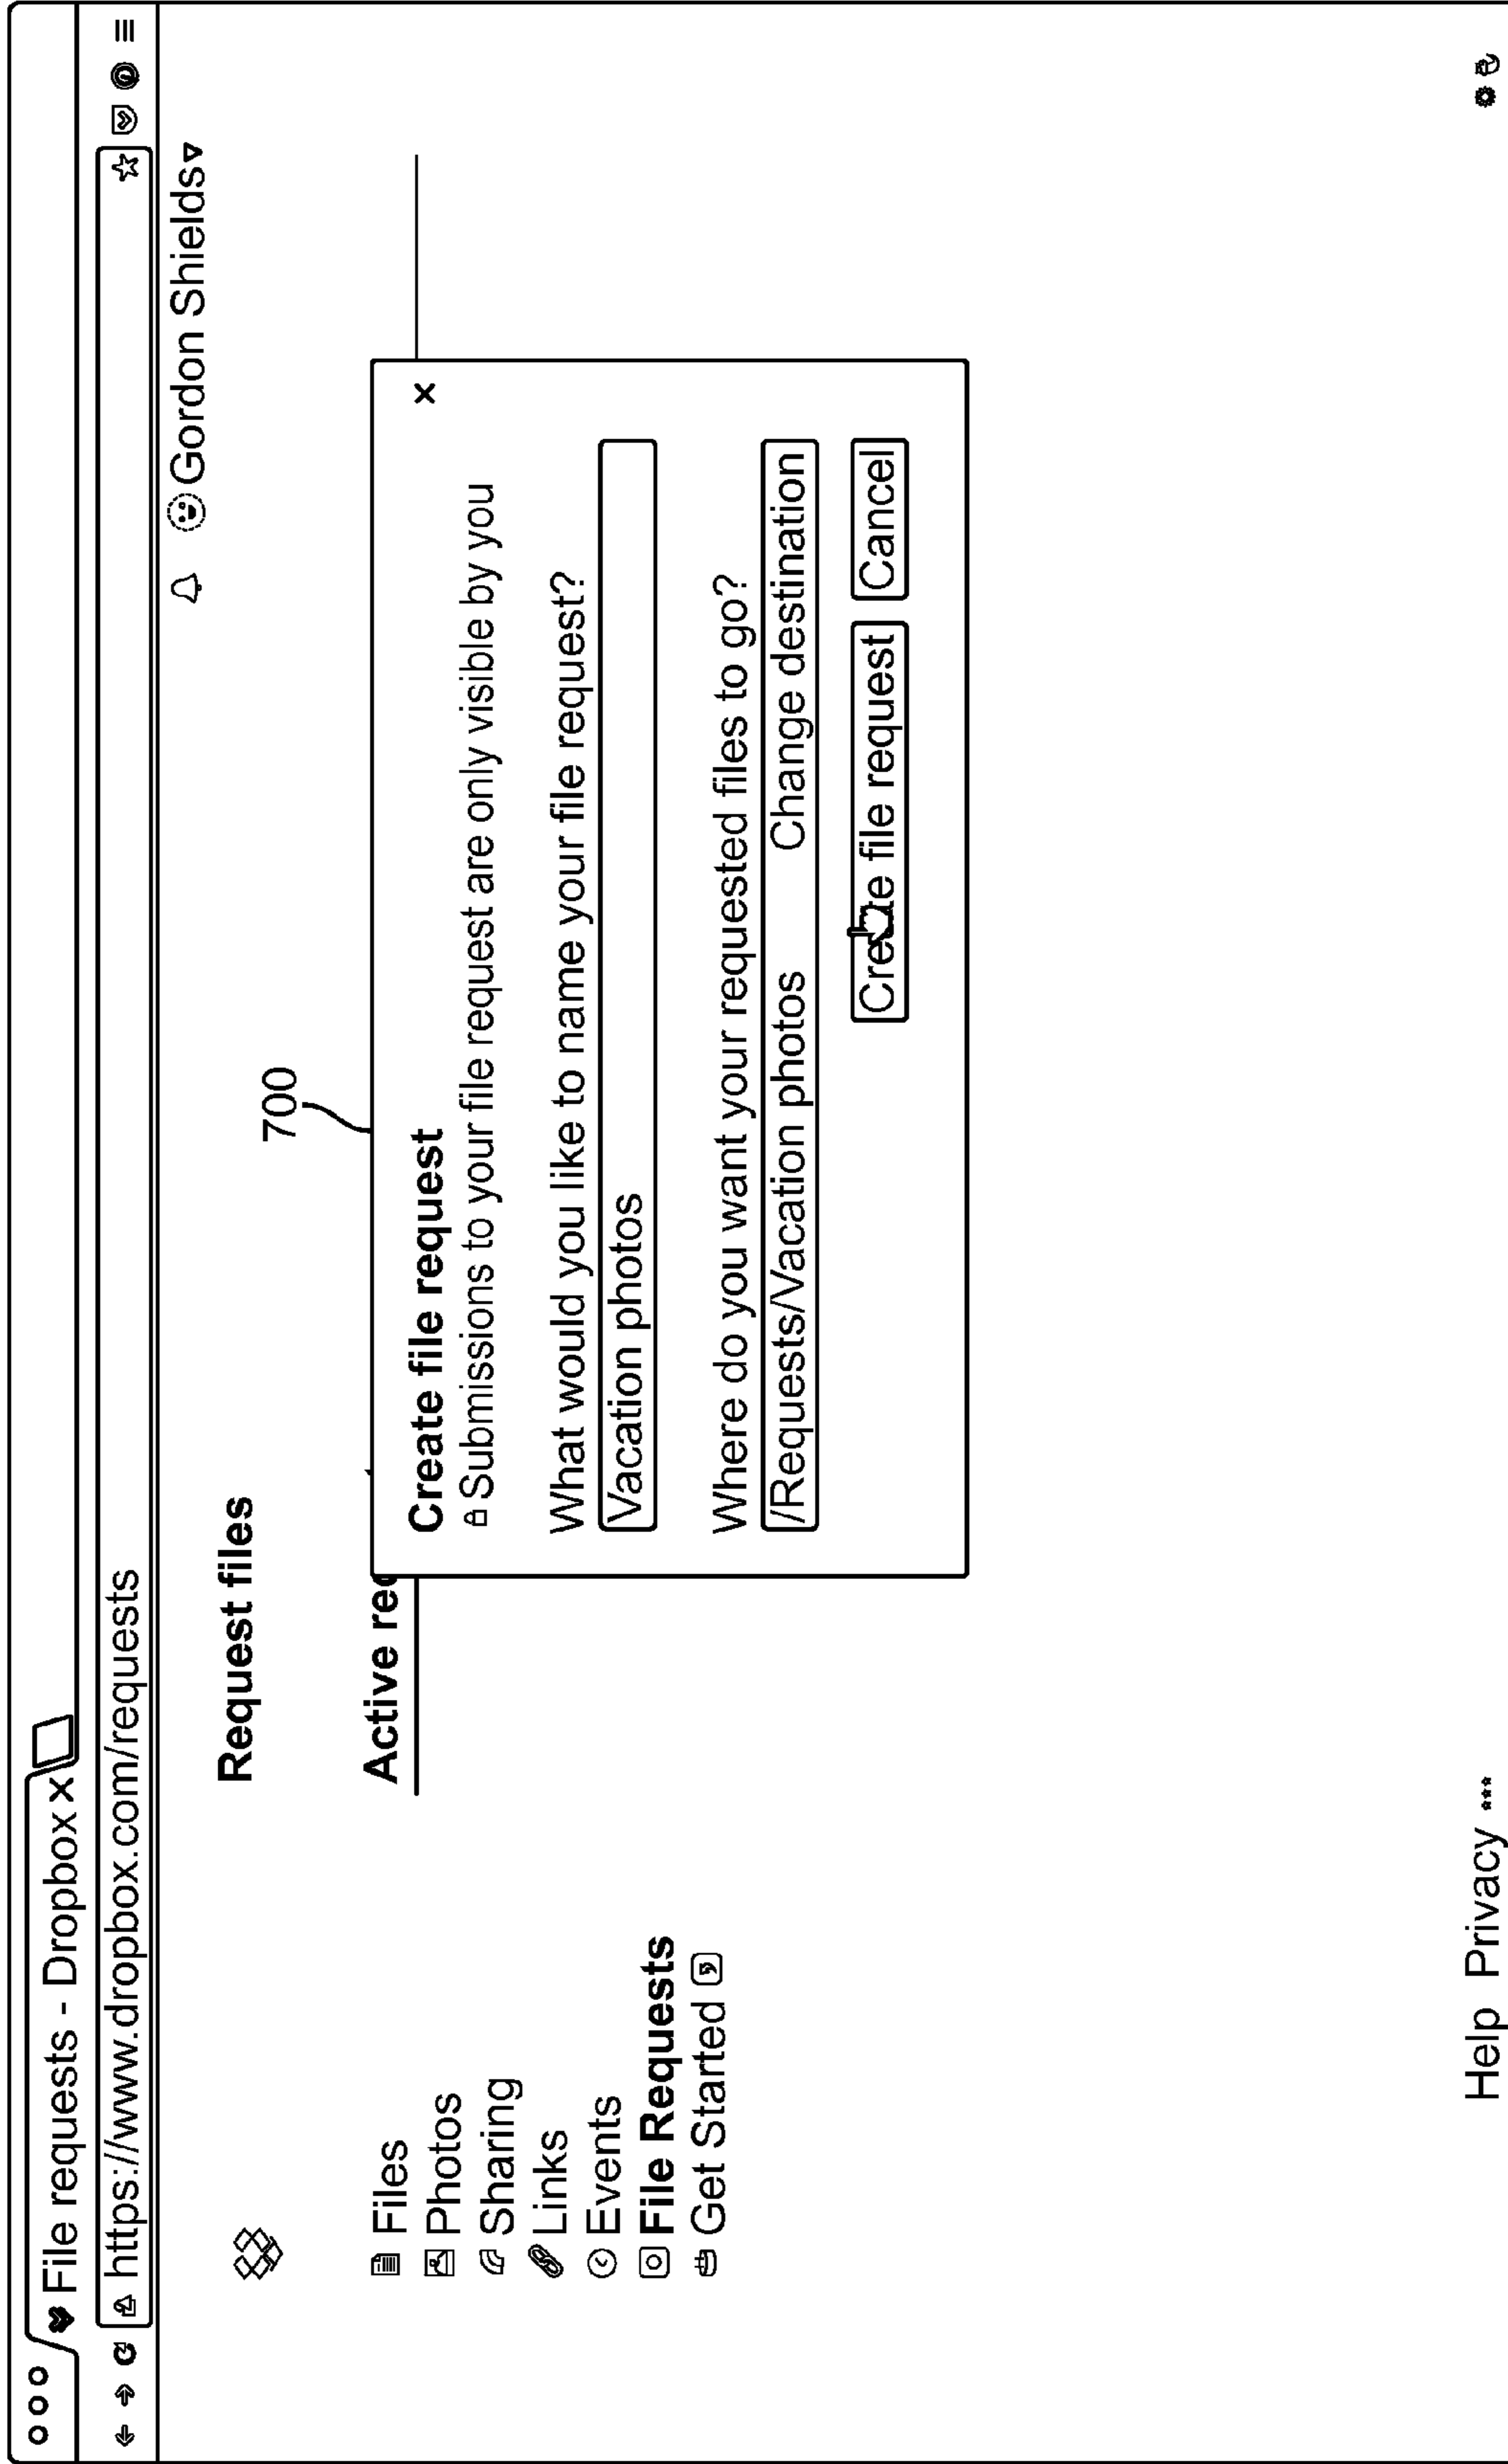 File requests - Dropbox x
https://www.dropbox.com/requests
Gordon Shields
Request files
700
Active req
Create file request
x
Submissions to your file request are only visible by you
What would you like to name your file request?
Vacation photos
Where do you want your requested files to go?
/Requests/Vacation photos Change destination
Create file request Cancel
Files
Photos
Sharing
Links
Events
File Requests
Get Started
Help Privacy